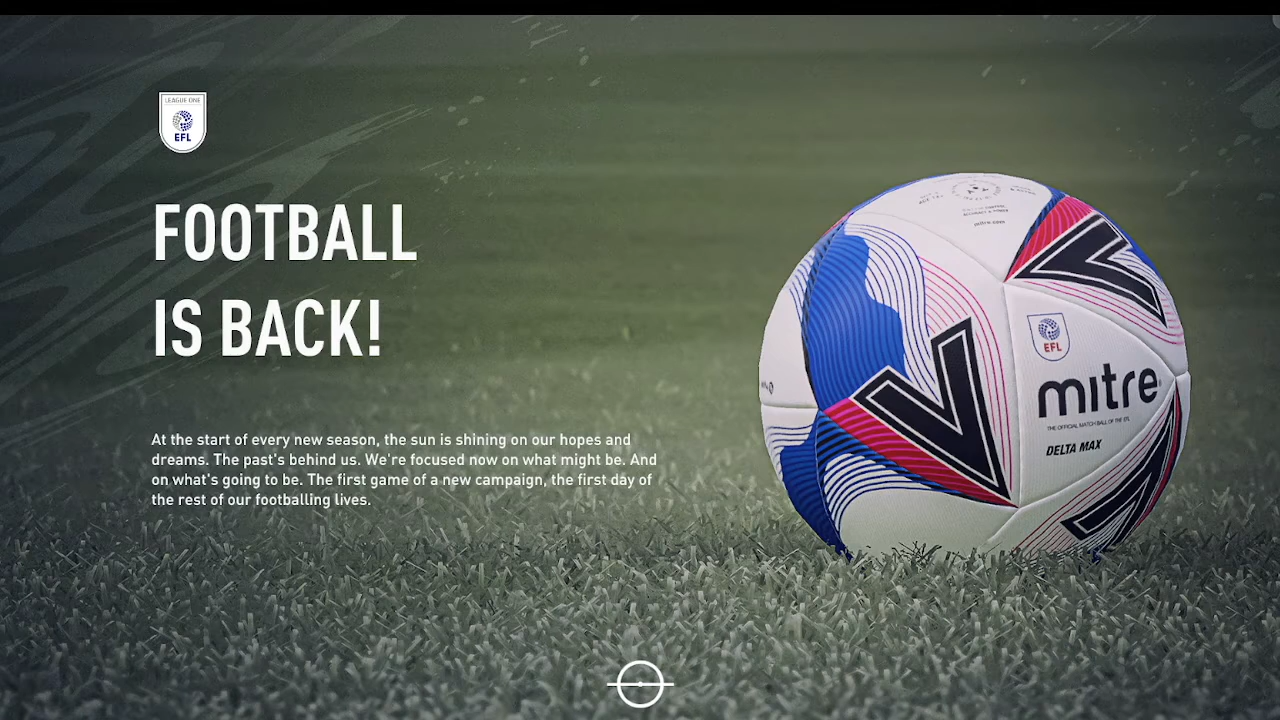 LEAGUE ONE
EFL
FOOTBALL
IS BACK!
At the start of every new season, the sun is shining on our hopes and
dreams. The past's behind us. We're focused now on what might be. And
on what's going to be. The first game of a new campaign, the first day of
the rest of our footballing lives.
EFL
mitre
THE OFFICIAL MATCH BALL OF THE EFL
DELTA MAX